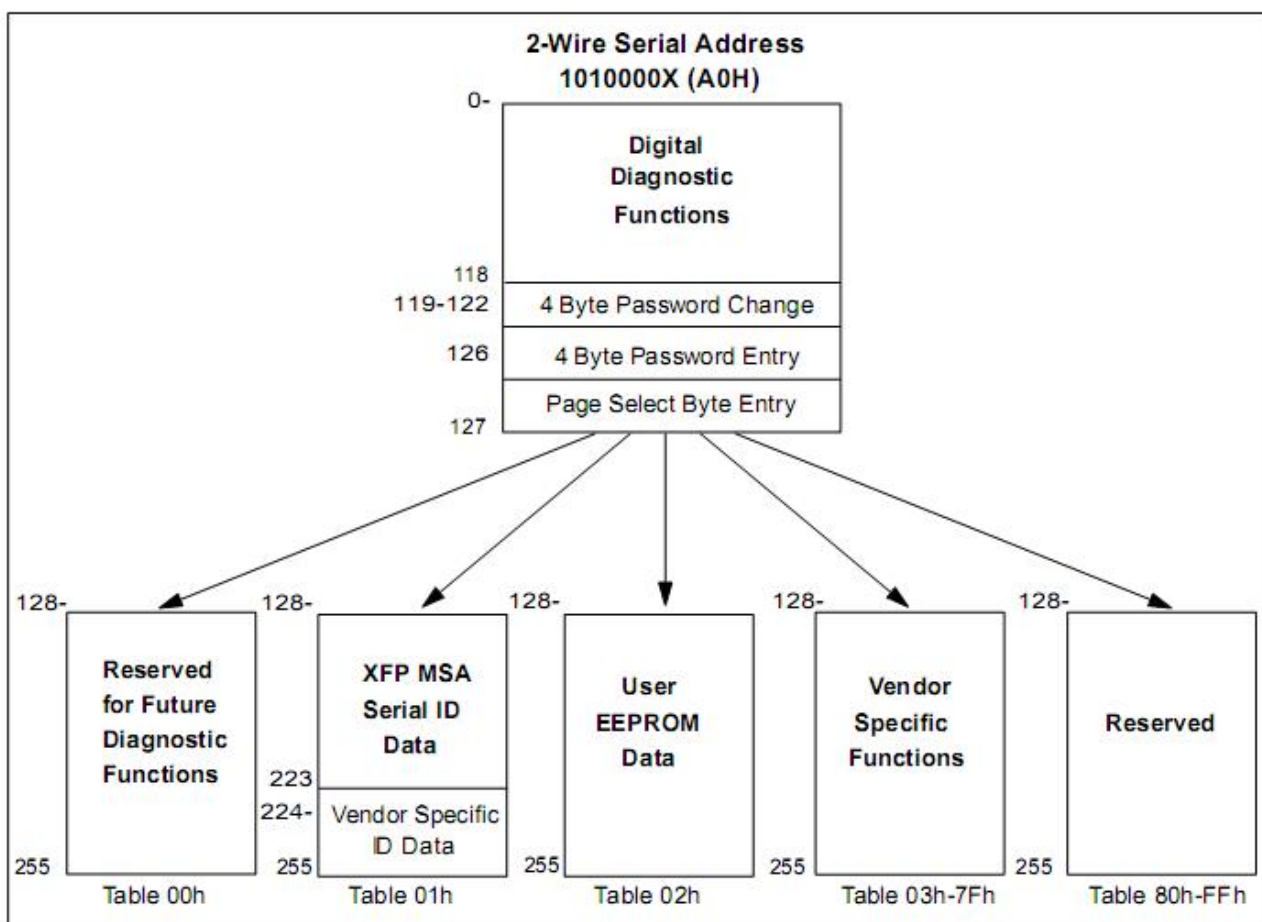 2-Wire Serial Address
1010000X (A0H)
0-
Digital
Diagnostic
Functions
118
119-122
4 Byte Password Change
126
4 Byte Password Entry
Page Select Byte Entry
127
128-
Reserved
for Future
Diagnostic
Functions
255
Table 00h
128-
XFP MSA
Serial ID
Data
223
224-
Vendor Specific
ID Data
255
Table 01h
128-
User
EEPROM
Data
255
Table 02h
128-
Vendor
Specific
Functions
255
Table 03h-7Fh
128-
Reserved
255
Table 80h-FFh